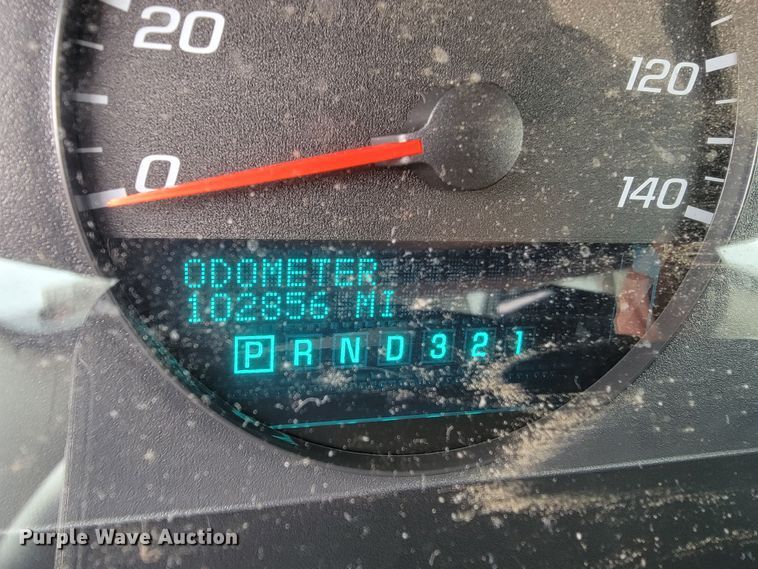 20
120
0
140
ODOMETER
102856 MI
P R N D 3 2 1
Purple Wave Auction